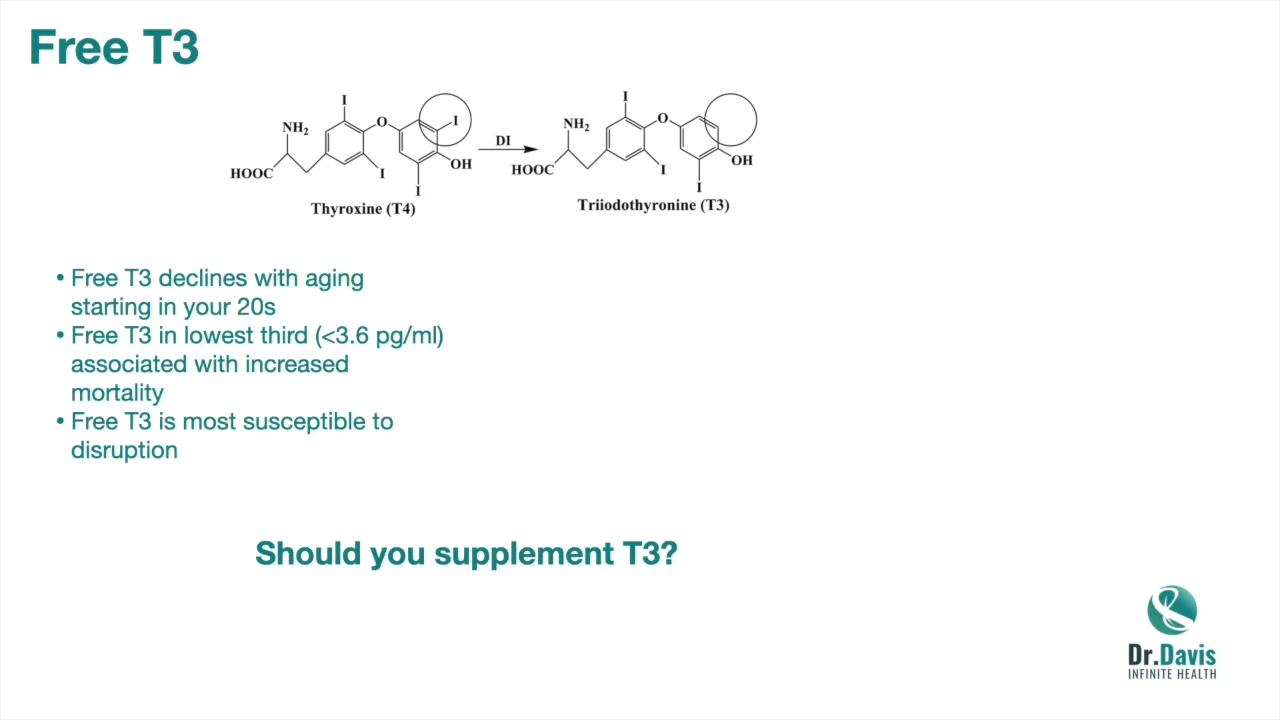 Free T3
I
I
NH2
O
I
NH2
O
DI
HOOC
I
OH
HOOC
I
OH
I
I
Thyroxine (T4)
Triiodothyronine (T3)
• Free T3 declines with aging
starting in your 20s
• Free T3 in lowest third (<3.6 pg/ml)
associated with increased
mortality
• Free T3 is most susceptible to
disruption
Should you supplement T3?
Dr.Davis
INFINITE HEALTH